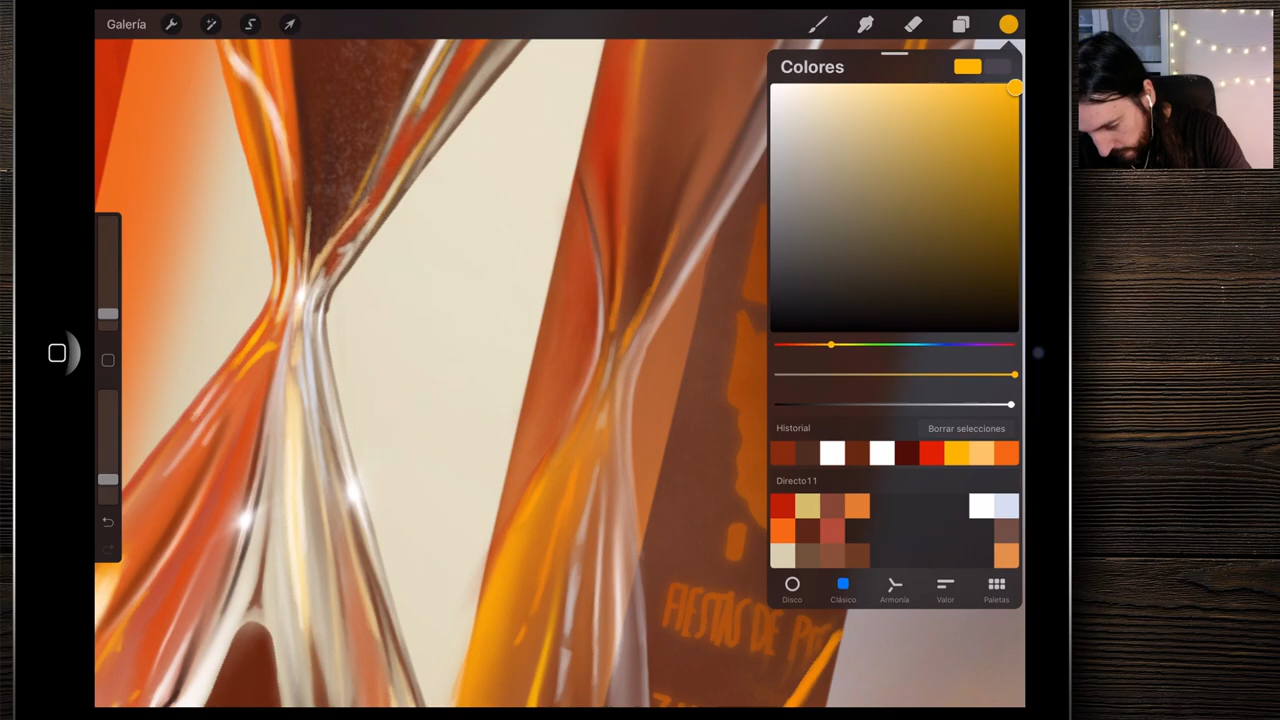 Galería
Colores
Historial
Borrar selecciones
Directo11
Disco
Clásico
Armonía
Valor
Paletas
FIESTAS DE